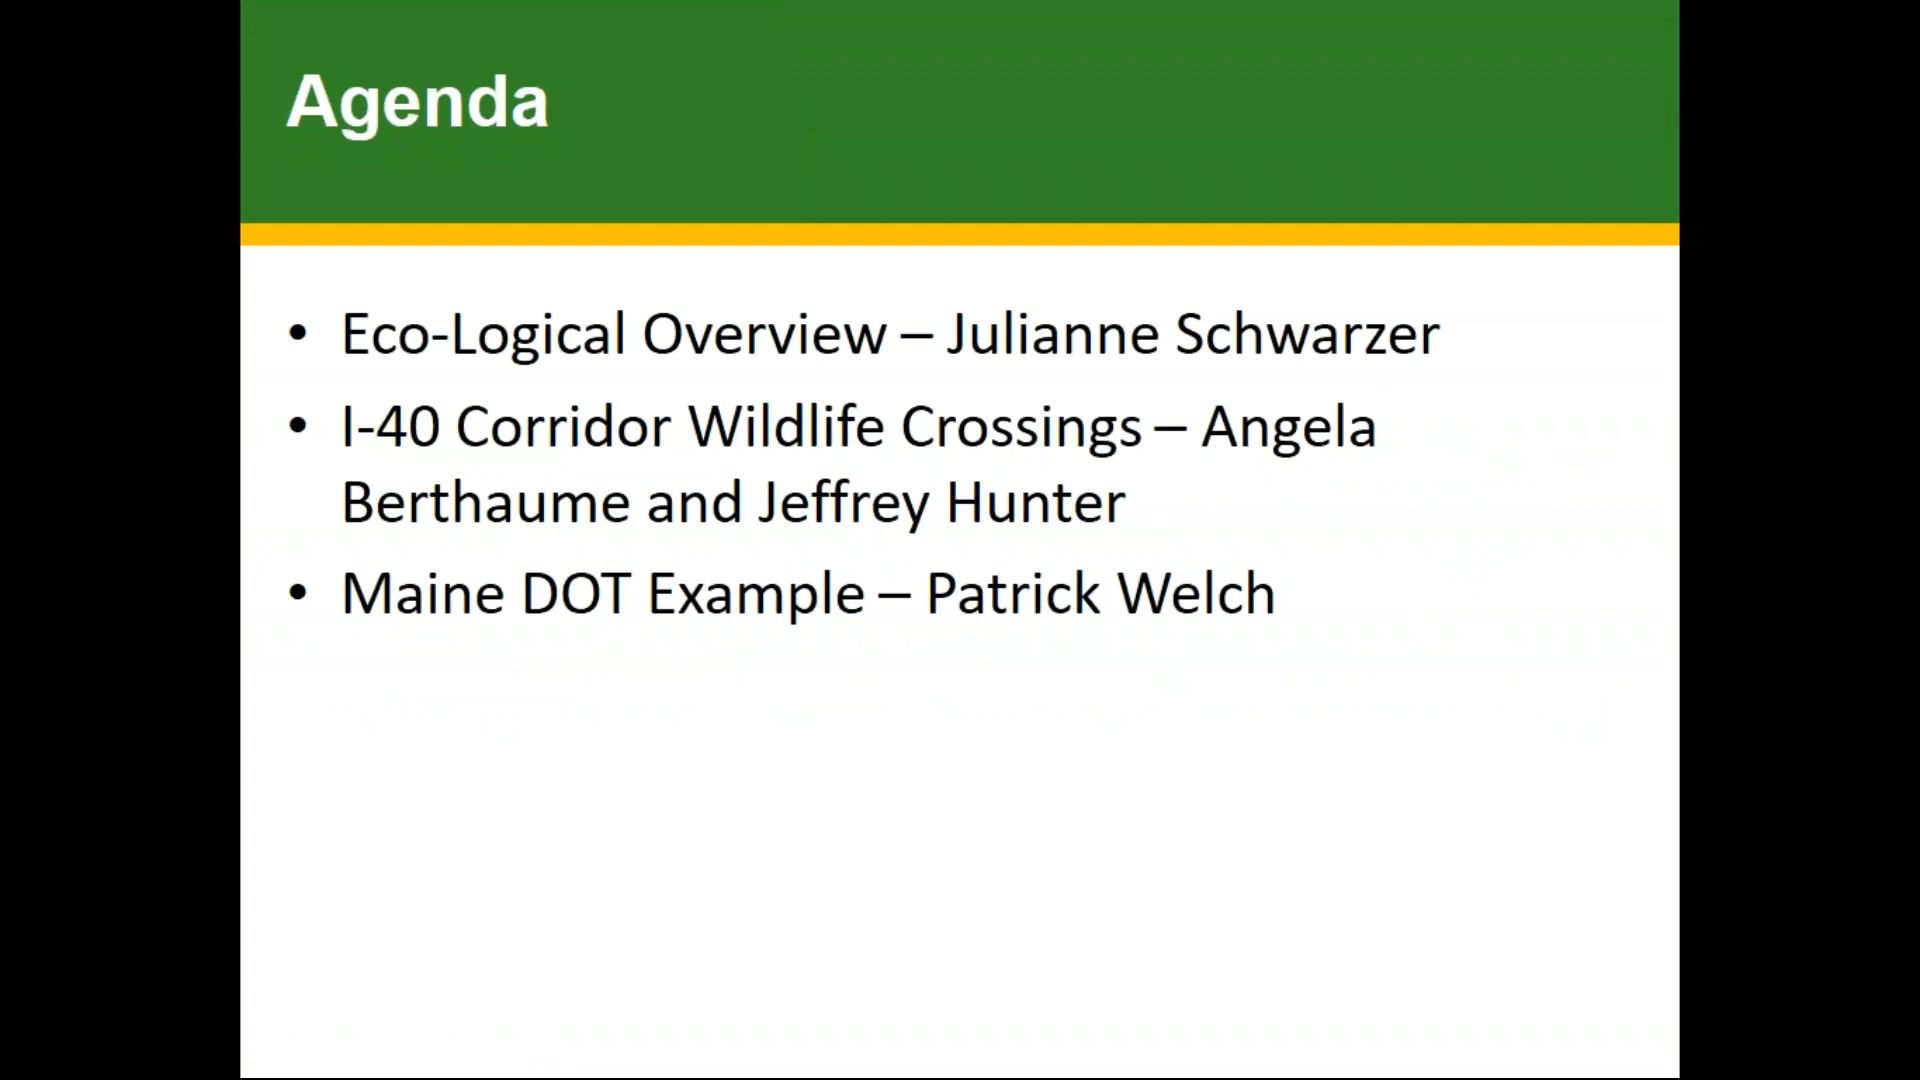 Agenda
• Eco-Logical Overview – Julianne Schwarzer
• I-40 Corridor Wildlife Crossings – Angela
Berthaume and Jeffrey Hunter
• Maine DOT Example – Patrick Welch